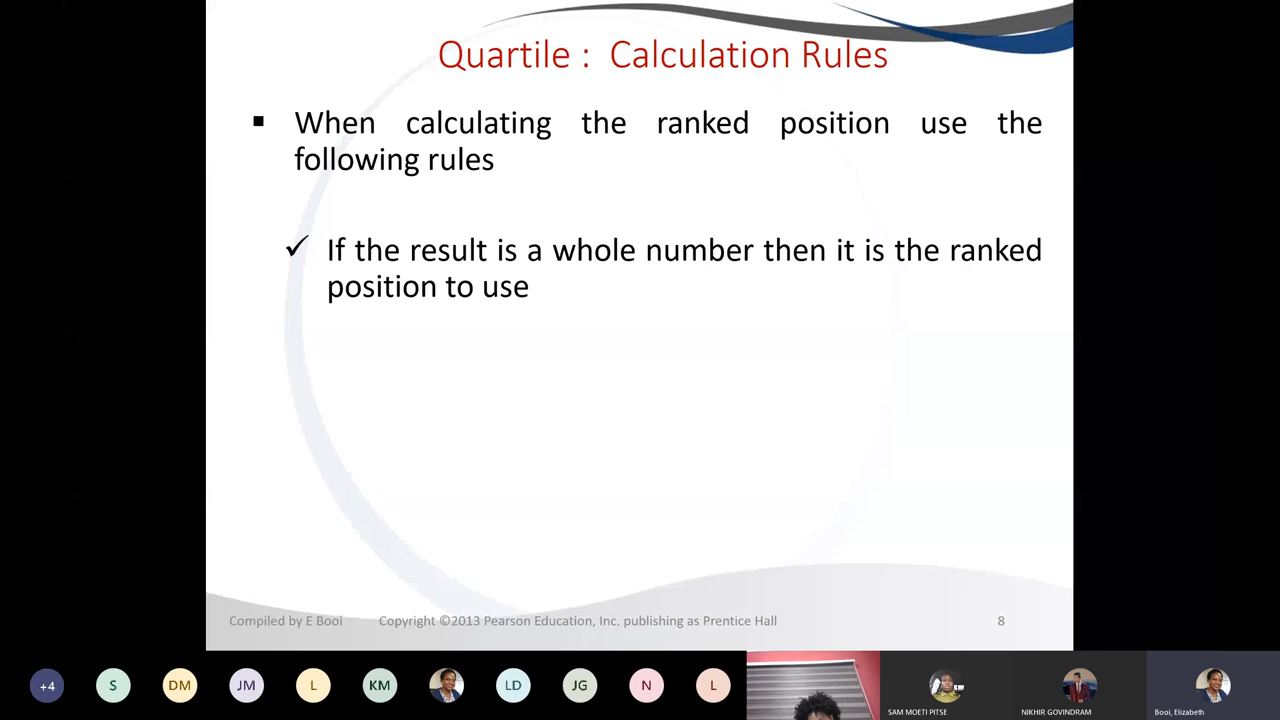 Quartile : Calculation Rules
When calculating the ranked position use the
following rules
If the result is a whole number then it is the ranked
position to use
Compiled by E Booi Copyright ©2013 Pearson Education, Inc. publishing as Prentice Hall 8
+4 S DM JM L KM LD JG N L
SAM MOETI PITSE NIKHIR GOVINDRAM Booi, Elizabeth